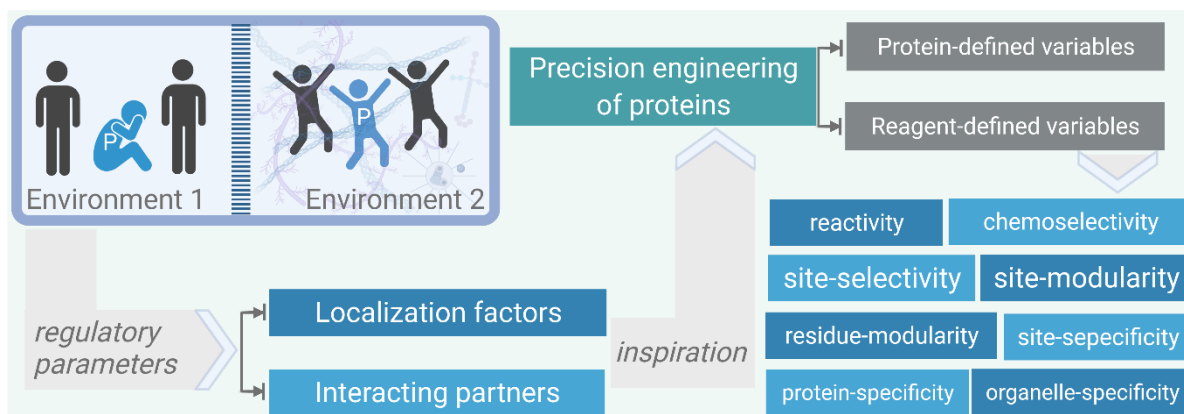 P
P
Environment 1
Environment 2
regulatory
parameters
Localization factors
Interacting partners
inspiration
Precision engineering
of proteins
Protein-defined variables
Reagent-defined variables
reactivity
chemoselectivity
site-selectivity
site-modularity
residue-modularity
site-sepecificity
protein-specificity
organelle-specificity